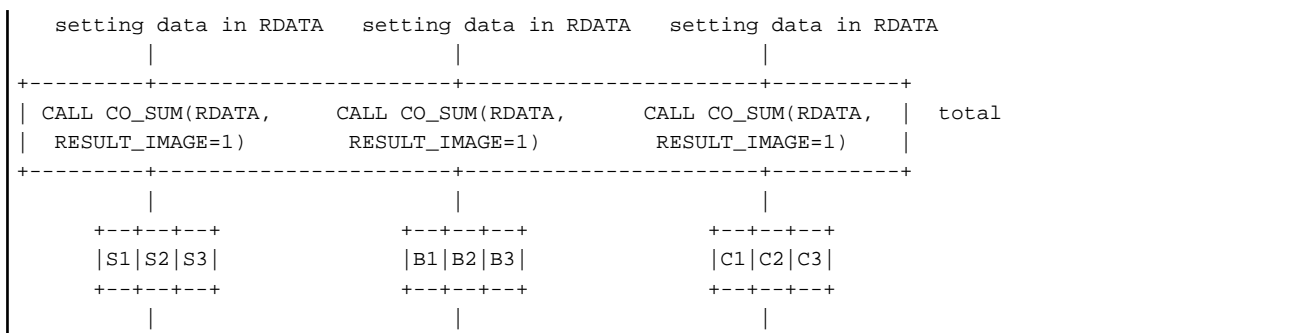 setting data in RDATA   setting data in RDATA   setting data in RDATA
          |                        |                        |
+---------+-----------------------+-----------------------+----------+
| CALL CO_SUM(RDATA,     CALL CO_SUM(RDATA,      CALL CO_SUM(RDATA,  |  total
|  RESULT_IMAGE=1)        RESULT_IMAGE=1)         RESULT_IMAGE=1)    |
+---------+-----------------------+-----------------------+----------+
          |                        |                        |
      +--+--+--+               +--+--+--+               +--+--+--+
      |S1|S2|S3|               |B1|B2|B3|               |C1|C2|C3|
      +--+--+--+               +--+--+--+               +--+--+--+
          |                        |                        |